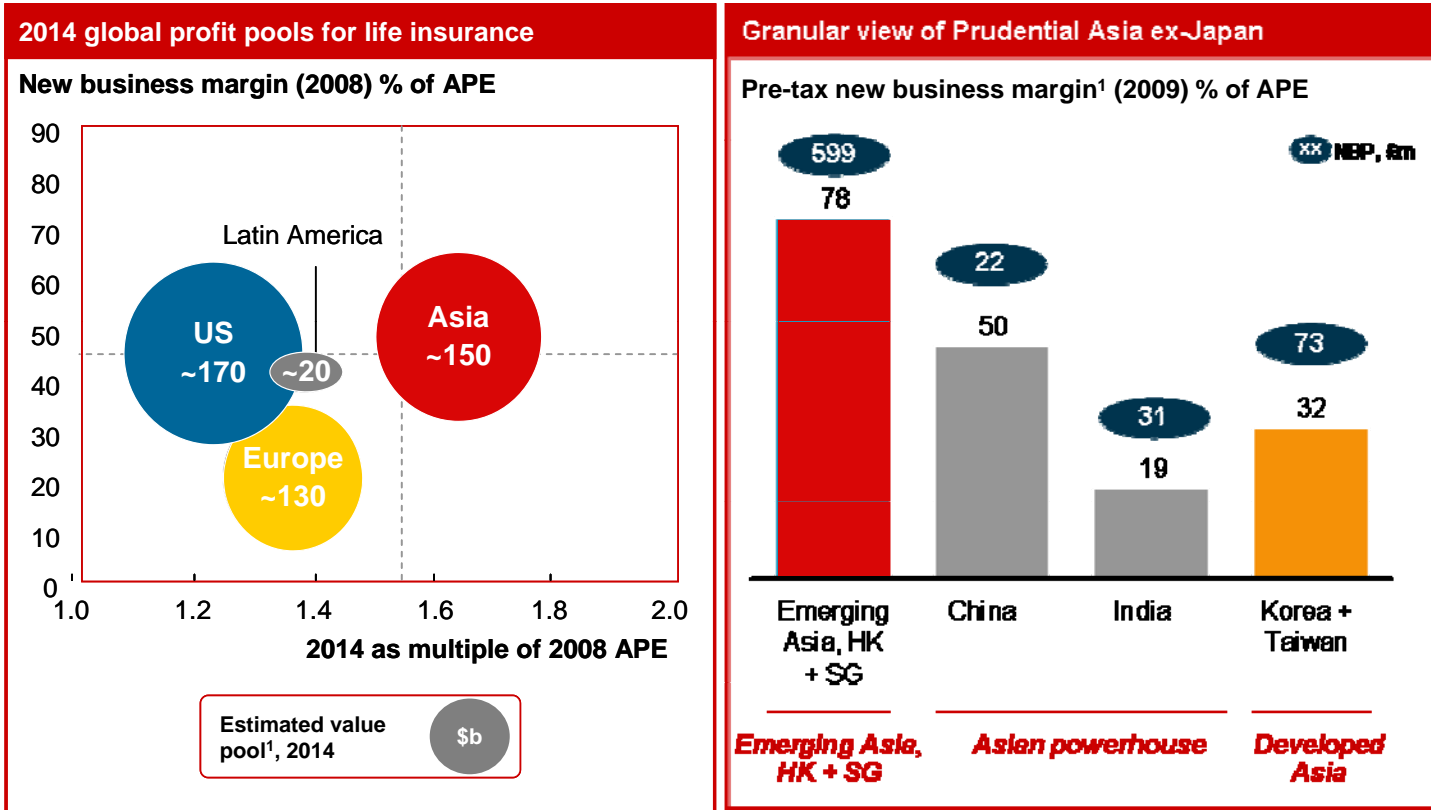 2014 global profit pools for life insurance
New business margin (2008) % of APE
90
80
70
60
50
40
30
20
10
0
Latin America
US
~170
~20
Asia
~150
Europe
~130
1.0 1.2 1.4 1.6 1.8 2.0
2014 as multiple of 2008 APE
Estimated value
pool¹, 2014
$b
Granular view of Prudential Asia ex-Japan
Pre-tax new business margin¹ (2009) % of APE
xx NBP, £m
599
78
22
50
31
19
73
32
Emerging
Asia, HK
+ SG
China
India
Korea +
Taiwan
Emerging Asia,
HK + SG
Asian powerhouse
Developed
Asia